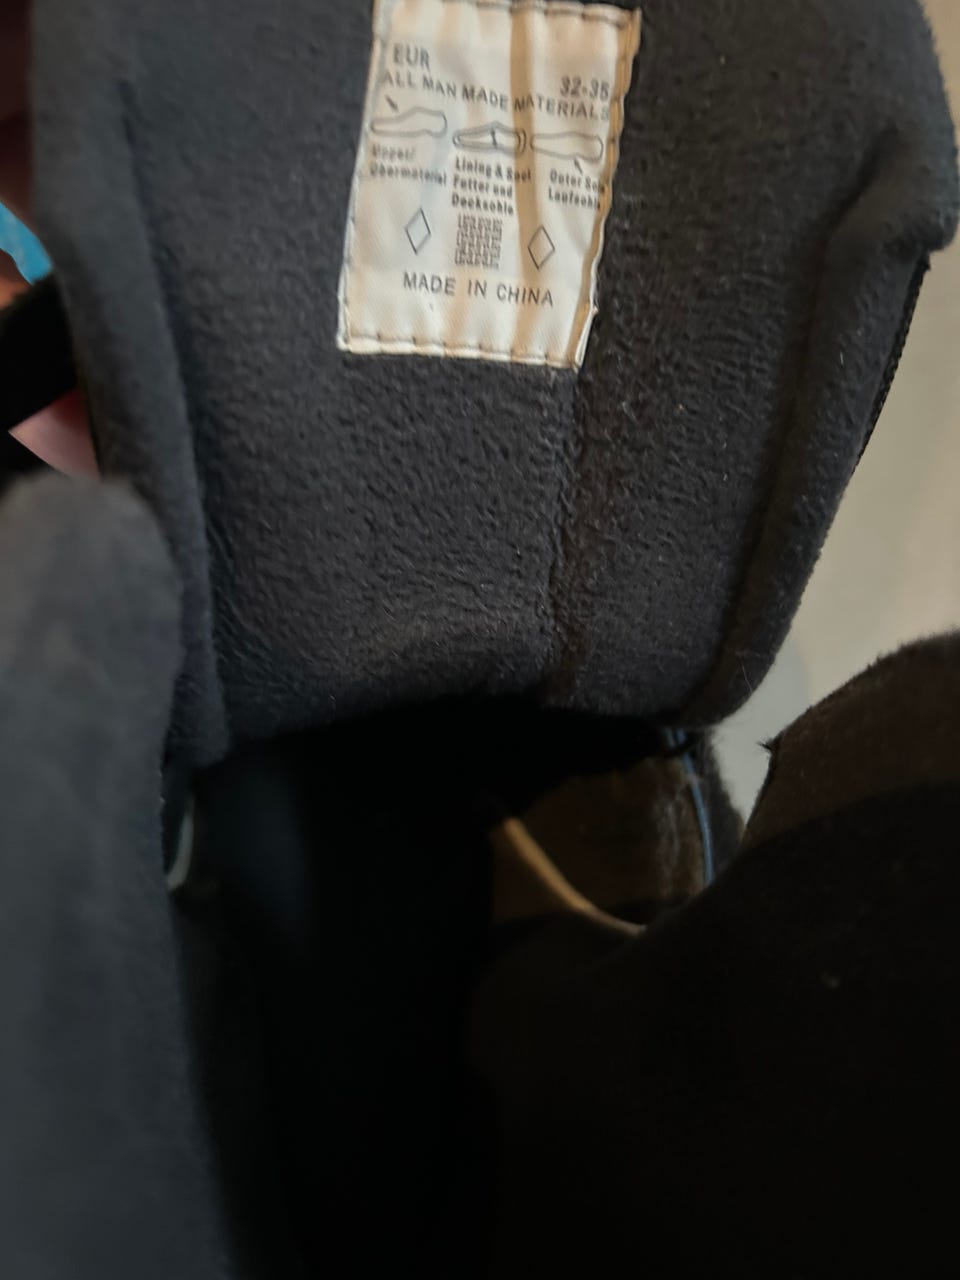 EUR
32-35
ALL MAN MADE MATERIALS
Upper/
Obermaterial
Lining & Sock
Futter und
Decksohle
Outer Sole
Laufsohle
MADE IN CHINA